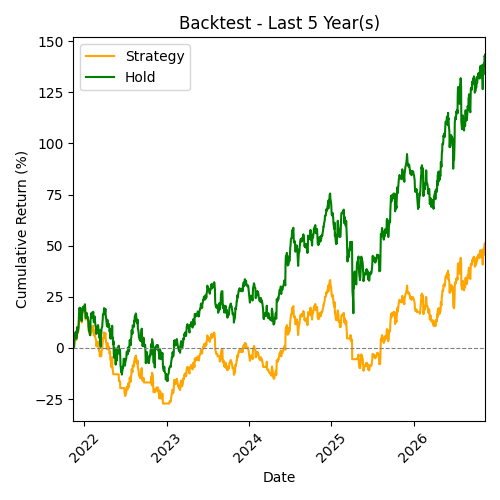 Backtest - Last 5 Year(s)
Strategy
Hold
Cumulative Return (%)
150
125
100
75
50
25
0
−25
2022
2023
2024
2025
2026
Date